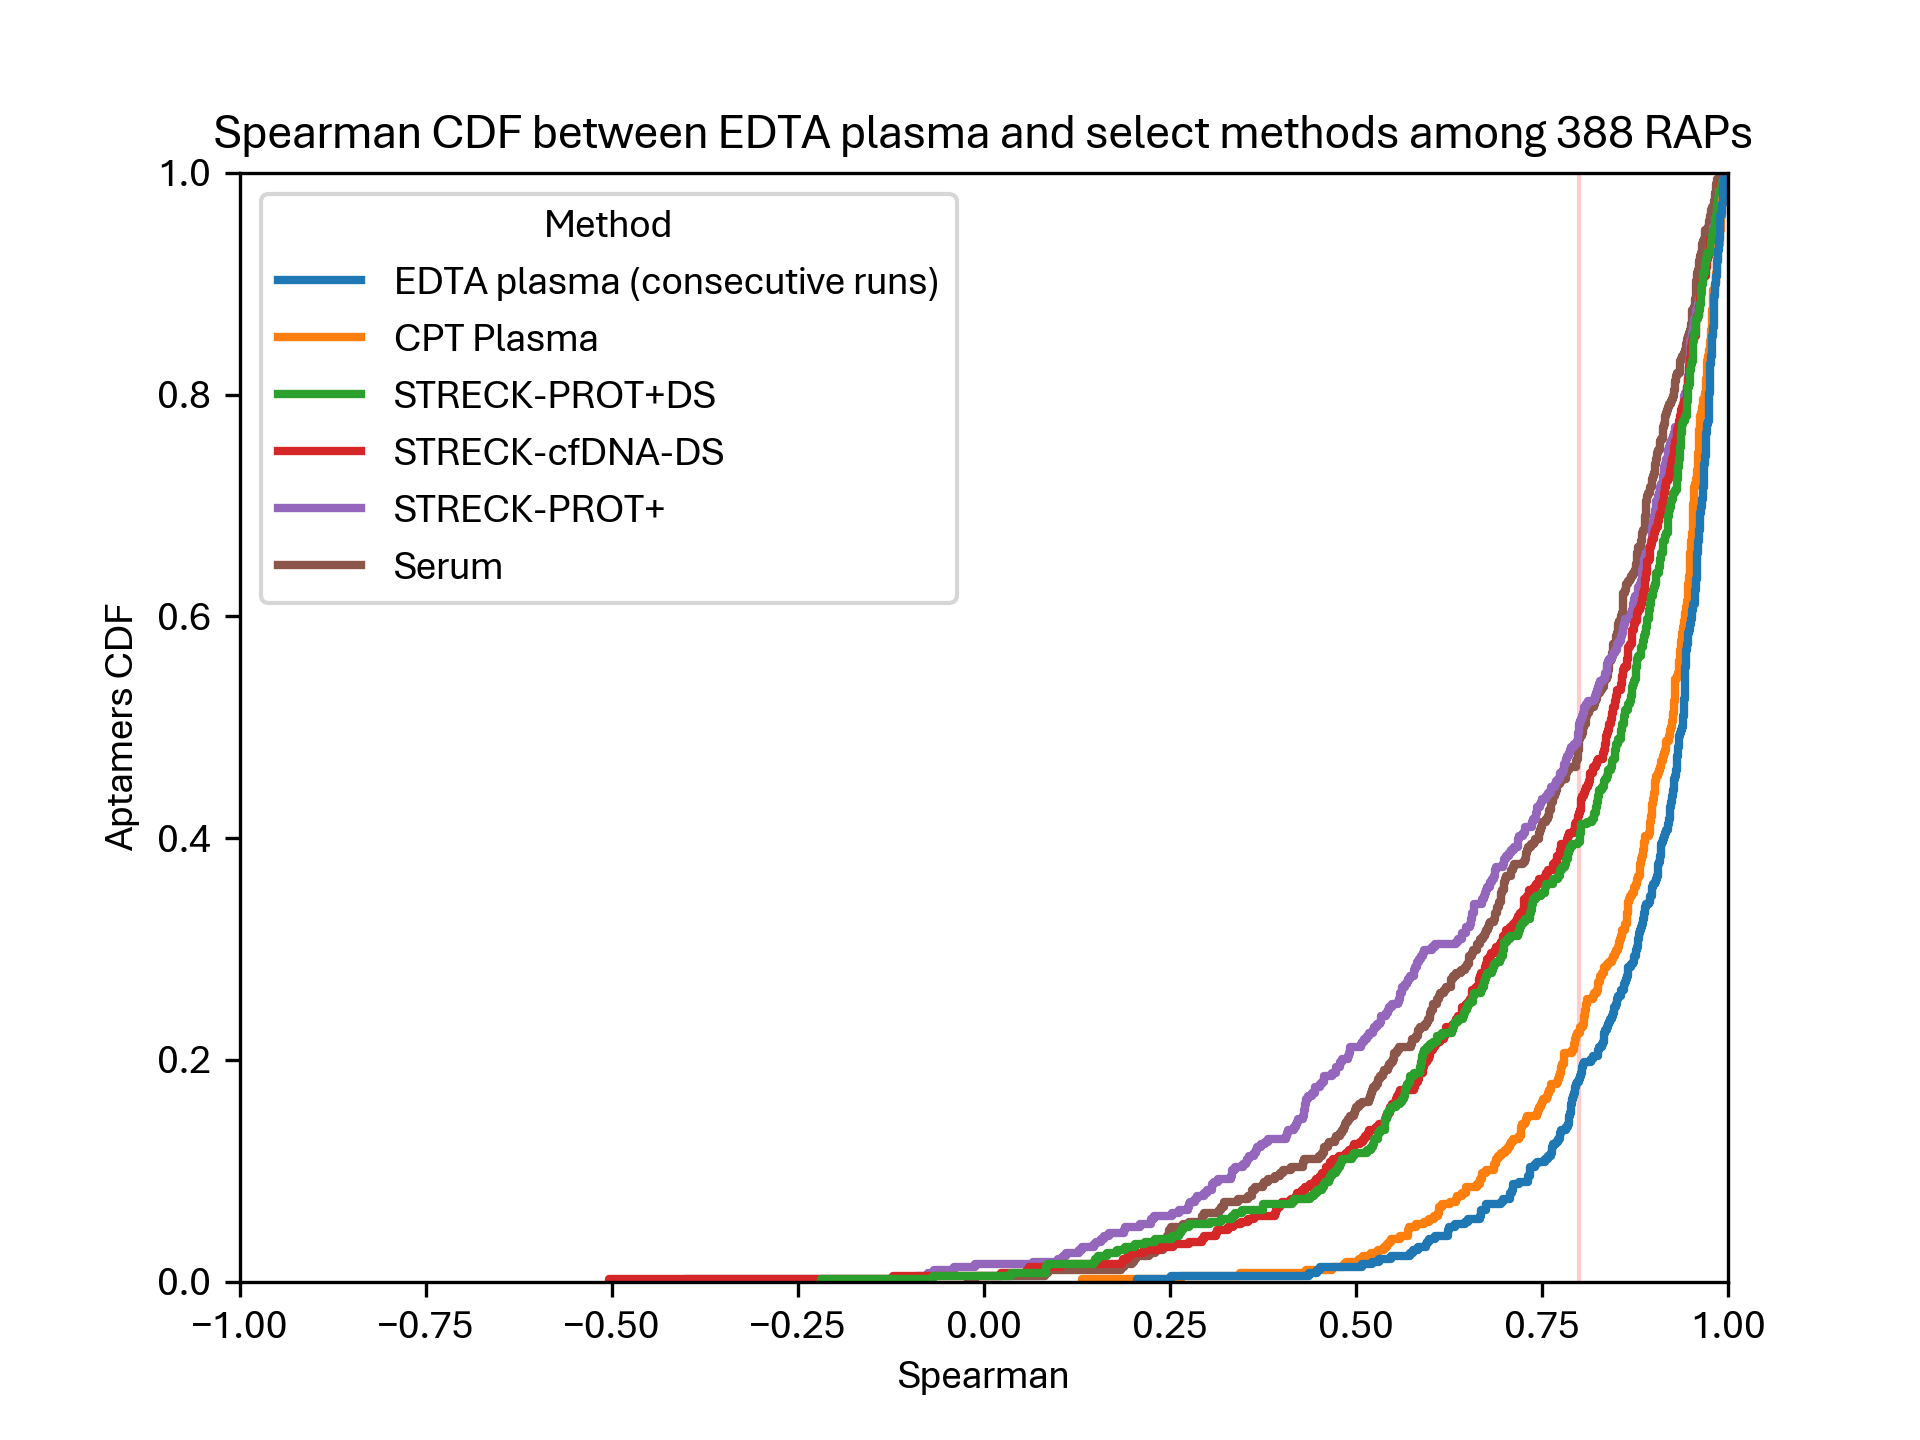 Spearman CDF between EDTA plasma and select methods among 388 RAPs
1.0
0.8
0.6
0.4
0.2
0.0
Aptamers CDF
Method
EDTA plasma (consecutive runs)
CPT Plasma
STRECK-PROT+DS
STRECK-cfDNA-DS
STRECK-PROT+
Serum
−1.00 −0.75 −0.50 −0.25 0.00 0.25 0.50 0.75 1.00
Spearman